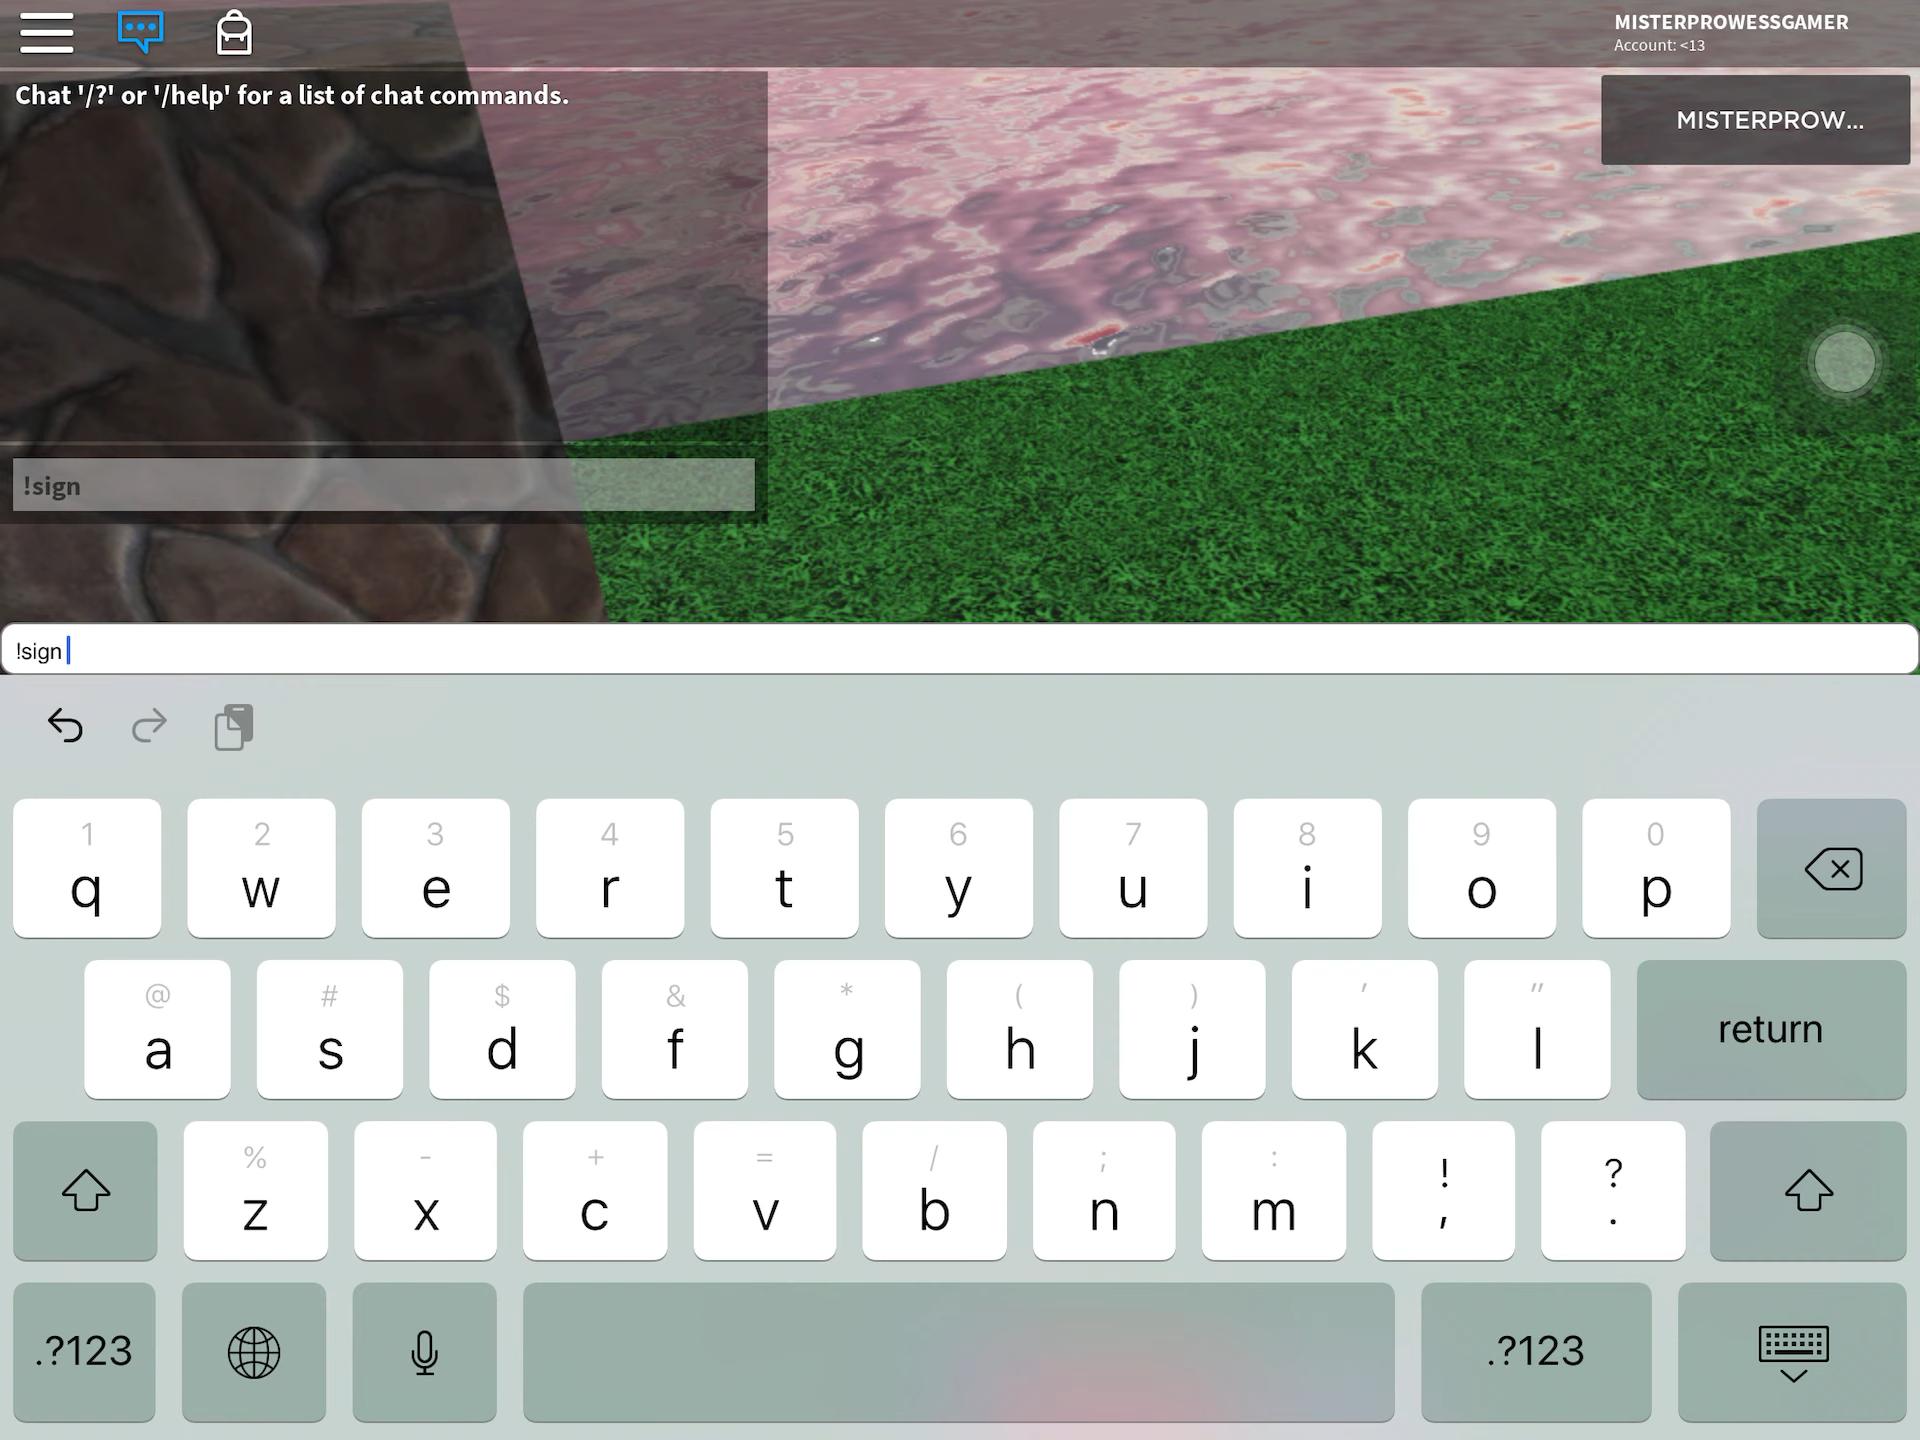 MISTERPROWESSGAMER
Account: <13
Chat '/?' or '/help' for a list of chat commands.
MISTERPROW...
!sign
!sign
1 2 3 4 5 6 7 8 9 0
q w e r t y u i o p
@ # $ & * ( ) ' "
a s d f g h j k l return
% - + = / ; : ! ?
z x c v b n m , .
.?123 .?123